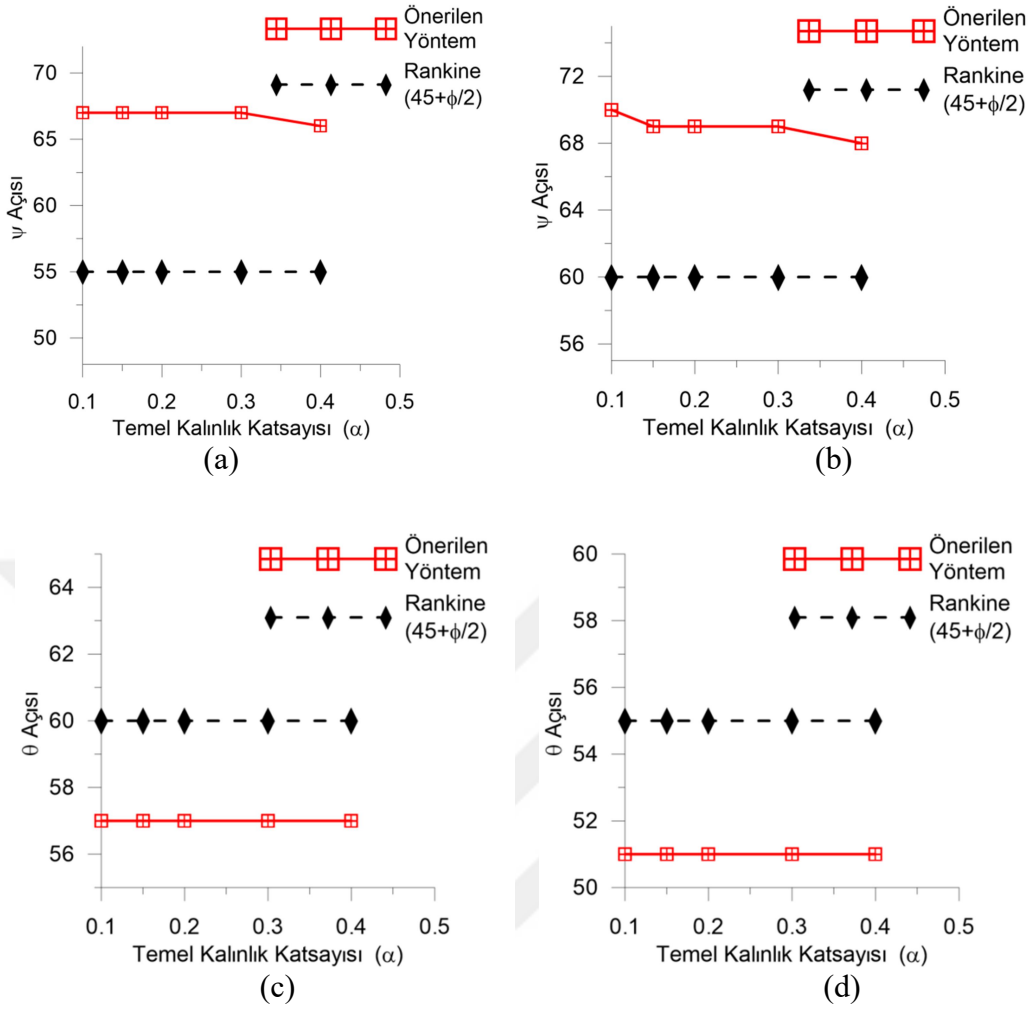 Önerilen
Yöntem
Rankine
(45+ϕ/2)
70
65
60
55
50
ψ Açısı
0.1 0.2 0.3 0.4 0.5
Temel Kalınlık Katsayısı (α)
(a)
Önerilen
Yöntem
Rankine
(45+ϕ/2)
72
68
64
60
56
ψ Açısı
0.1 0.2 0.3 0.4 0.5
Temel Kalınlık Katsayısı (α)
(b)
Önerilen
Yöntem
Rankine
(45+ϕ/2)
64
62
60
58
56
θ Açısı
0.1 0.2 0.3 0.4 0.5
Temel Kalınlık Katsayısı (α)
(c)
Önerilen
Yöntem
Rankine
(45+ϕ/2)
60
58
56
54
52
50
θ Açısı
0.1 0.2 0.3 0.4 0.5
Temel Kalınlık Katsayısı (α)
(d)